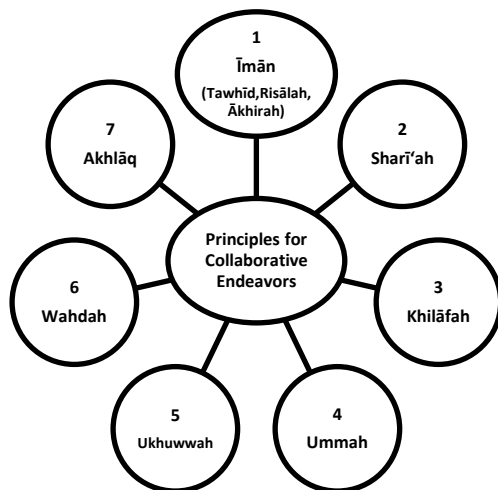 1
Īmān
(Tawhīd,Risālah,
Ākhirah)
2
Sharī‘ah
3
Khilāfah
4
Ummah
5
Ukhuwwah
6
Wahdah
7
Akhlāq
Principles for
Collaborative
Endeavors